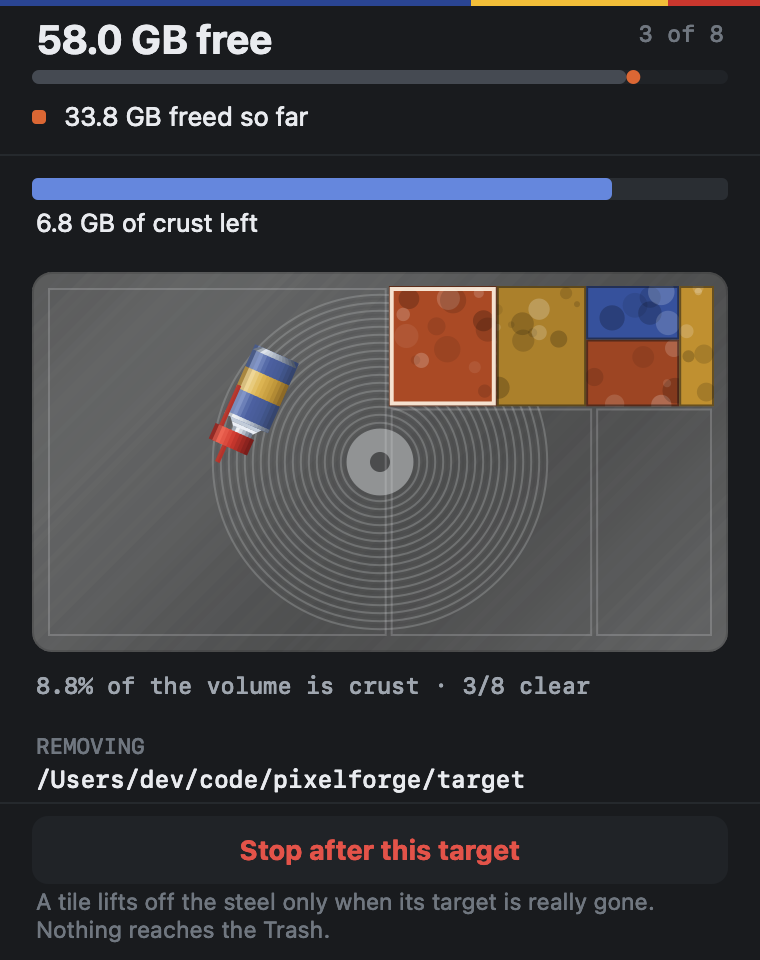 58.0 GB free
3 of 8
33.8 GB freed so far
6.8 GB of crust left
8.8% of the volume is crust · 3/8 clear
REMOVING
/Users/dev/code/pixelforge/target
Stop after this target
A tile lifts off the steel only when its target is really gone.
Nothing reaches the Trash.